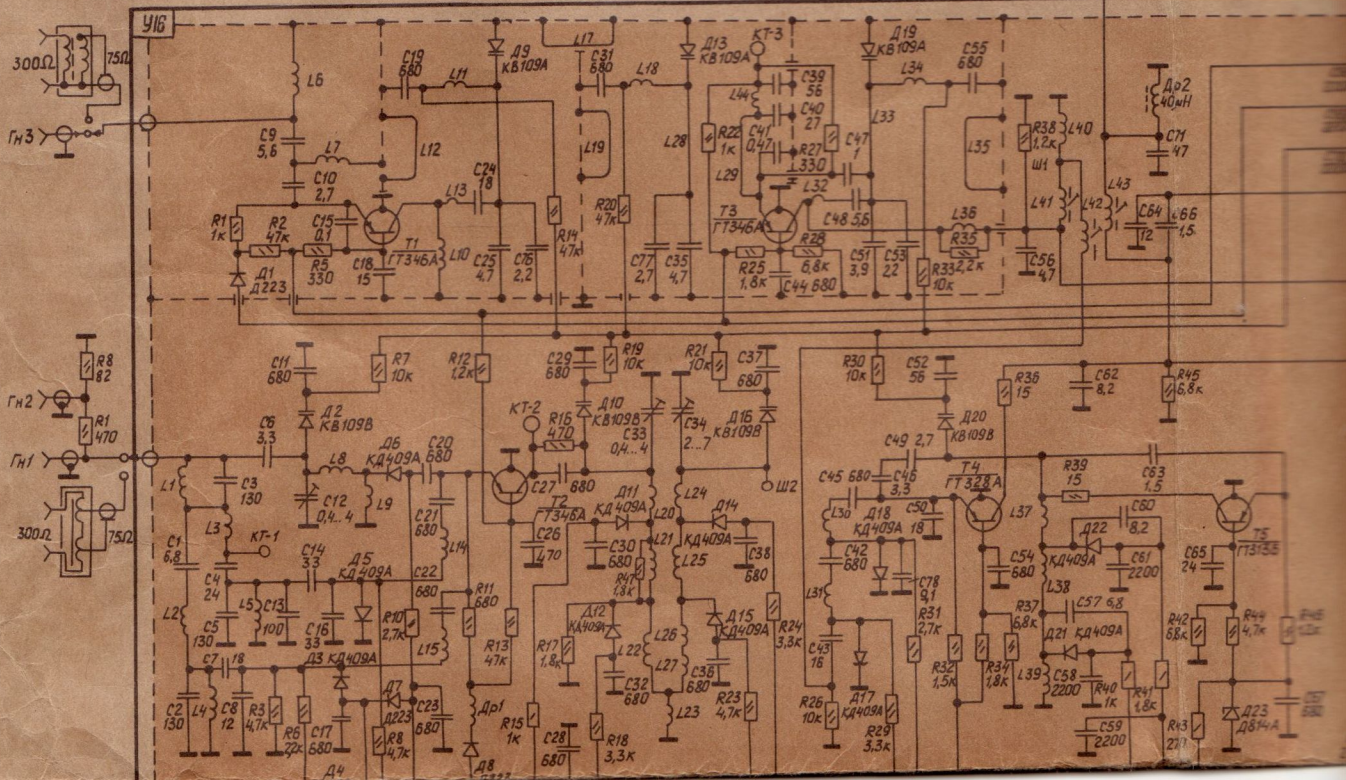 У16
300Ω
75Ω
Гн3
L6
C9
5,6
L7
C10
2,7
R1
1к
R2
47к
C15
0,1
R5
330
C18
15
Д1
Д223
C19
680
L11
L12
L13
C24
18
T1
ГТ346А
L10
C25
4,7
C76
2,2
Д9
КВ109А
R14
47к
L17
C31
680
L18
L19
R20
47к
L28
C77
2,7
C35
4,7
Д13
КВ109А
КТ-3
C39
56
L44
C40
27
C41
0,47
R22
1к
R27
330
L29
C47
1
L32
T3
ГТ346А
C48 5,6
R28
6,8к
R25
1,8к
C44 680
C51
3,9
C53
22
Д19
КВ109А
L34
L33
C55
680
L35
L36
R35
2,2к
R33
10к
R38
1,2к
L40
Ш1
L41
L42
L43
C56
4,7
Др2
40μН
C71
47
C64
12
C66
1,5
R8
82
Гн2
R1
470
Гн1
300Ω
75Ω
C11
680
R7
10к
R12
1,2к
Д2
КВ109В
C6
3,3
L8
Д6
КД409А
C20
680
C12
0,4...4
L9
C21
680
L14
L1
C3
130
L3
КТ-1
C1
6,8
C4
24
C14
33
Д5
КД409А
C22
680
L2
C5
130
L5
C13
100
C16
33
R10
2,7к
R11
680
L15
R13
47к
C7
18
Д3 КД409А
C2
130
L4
C8
12
R3
4,7к
R6
22к
C17
680
Д7
Д223
C23
680
R8
4,7к
Д4
Др1
Д8
C29
680
R19
10к
R21
10к
C37
680
КТ-2
R16
470
Д10
КВ109В
C33
0,4...4
C34
2...7
Д16
КВ109В
C27
680
T2
ГТ346А
Д11
КД409А
L20
L24
Ш2
Д14
КД409А
C26
470
C30
680
L21
L25
R47
1,8к
C38
680
Д12
КД409А
R17
1,8к
L22
L26
L27
Д15
КД409А
C36
680
R24
3,3к
C32
680
L23
R23
4,7к
R15
1к
C28
680
R18
3,3к
R30
10к
C52
56
R36
15
C62
8,2
R45
6,8к
Д20
КВ109В
C49 2,7
C45 680
C46
3,3
T4
ГТ328А
R39
15
C63
1,5
L30
Д18
КД409А
C50
18
L37
C60
8,2
Д22
КД409А
T5
C42
680
C54
680
C61
2200
C65
24
L31
C78
9,1
L38
R31
2,7к
R37
6,8к
C57 6,8
Д21
КД409А
C43
16
R32
1,5к
R34
1,8к
L39
C58
2200
R40
1к
R41
1,8к
R42
6,8к
R44
4,7к
R26
10к
Д17
КД409А
R29
3,3к
C59
2200
R43
Д23
Д814А